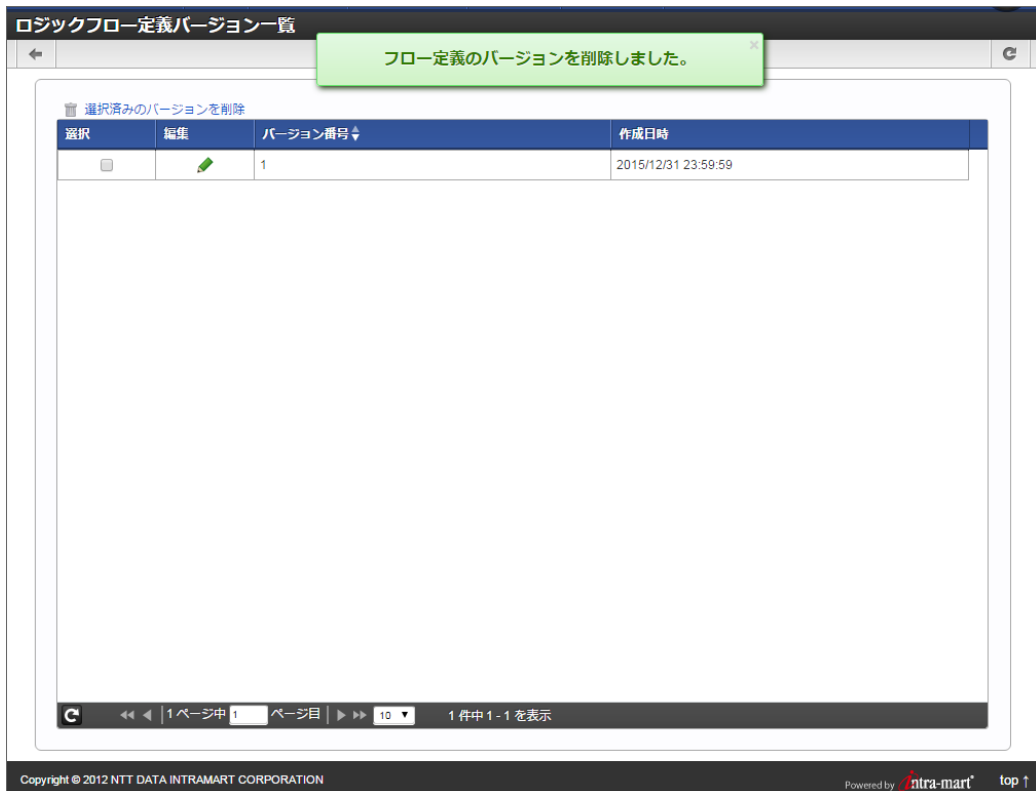 ロジックフロー定義バージョン一覧
フロー定義のバージョンを削除しました。
×
選択済みのバージョンを削除
選択 編集 バージョン番号 作成日時
1 2015/12/31 23:59:59
1 ページ中 1 ページ目 10 1 件中 1 - 1 を表示
Copyright © 2012 NTT DATA INTRAMART CORPORATION
Powered by intra-mart top ↑